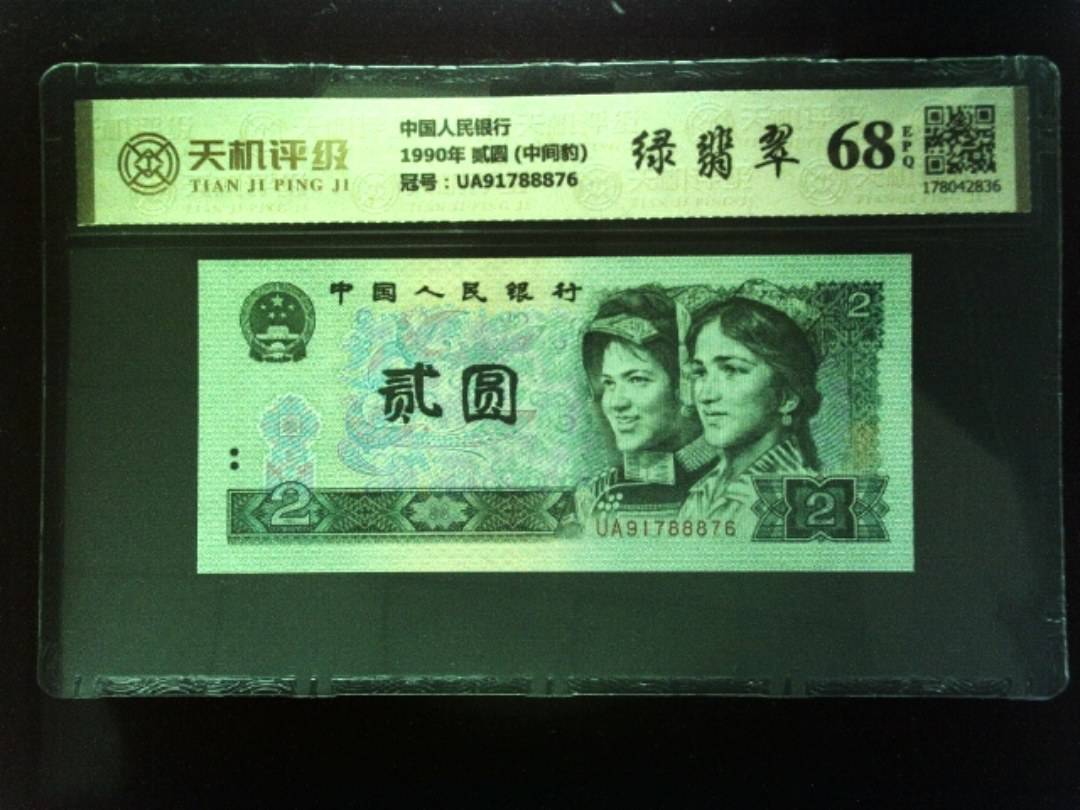 天机评级
TIAN JI PING JI
中国人民银行
1990年 贰圆 (中间豹)
冠号：UA91788876
绿翡翠
68
EPQ
178042836
中国人民银行
2
贰圆
2
UA91788876
2